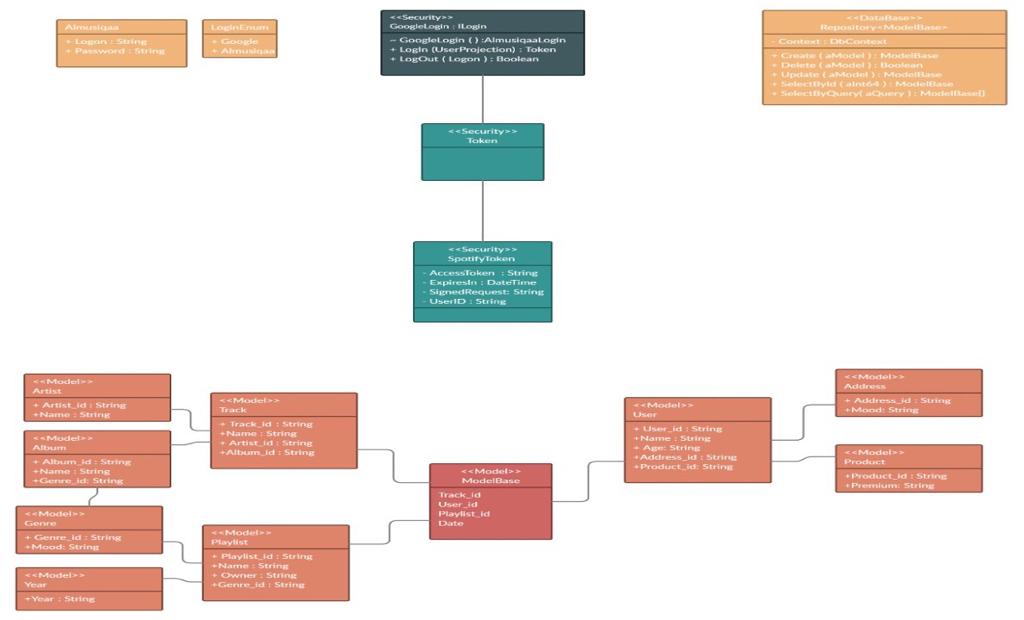 Almusiqaa
+ Logon : String
+ Password : String
LoginEnum
+ Google
+ Almusiqaa
<<Security>>
GoogleLogin : ILogin
~ GoogleLogin ( ) :AlmusiqaaLogin
+ LogIn (UserProjection) : Token
+ LogOut ( Logon ) : Boolean
<<DataBase>>
Repository<ModelBase>
- Context : DbContext
+ Create ( aModel ) : ModelBase
+ Delete ( aModel ) : Boolean
+ Update ( aModel ) : ModelBase
+ SelectById ( aInt64 ) : ModelBase
+ SelectByQuery( aQuery ) : ModelBase[]
<<Security>>
Token
<<Security>>
SpotifyToken
- AccessToken : String
- ExpiresIn : DateTime
- SignedRequest: String
- UserID : String
<<Model>>
Artist
+ Artist_id : String
+Name : String
<<Model>>
Album
+ Album_id : String
+Name : String
+Genre_id: String
<<Model>>
Genre
+ Genre_id : String
+Mood: String
<<Model>>
Year
+Year : String
<<Model>>
Track
+ Track_id : String
+Name : String
+ Artist_id : String
+Album_id : String
<<Model>>
Playlist
+ Playlist_id : String
+Name : String
+ Owner : String
+Genre_id : String
<<Model>>
ModelBase
Track_id
User_id
Playlist_id
Date
<<Model>>
User
+ User_id : String
+Name : String
+ Age: String
+Address_id : String
+Product_id: String
<<Model>>
Address
+ Address_id : String
+Mood: String
<<Model>>
Product
+Product_id : String
+Premium: String